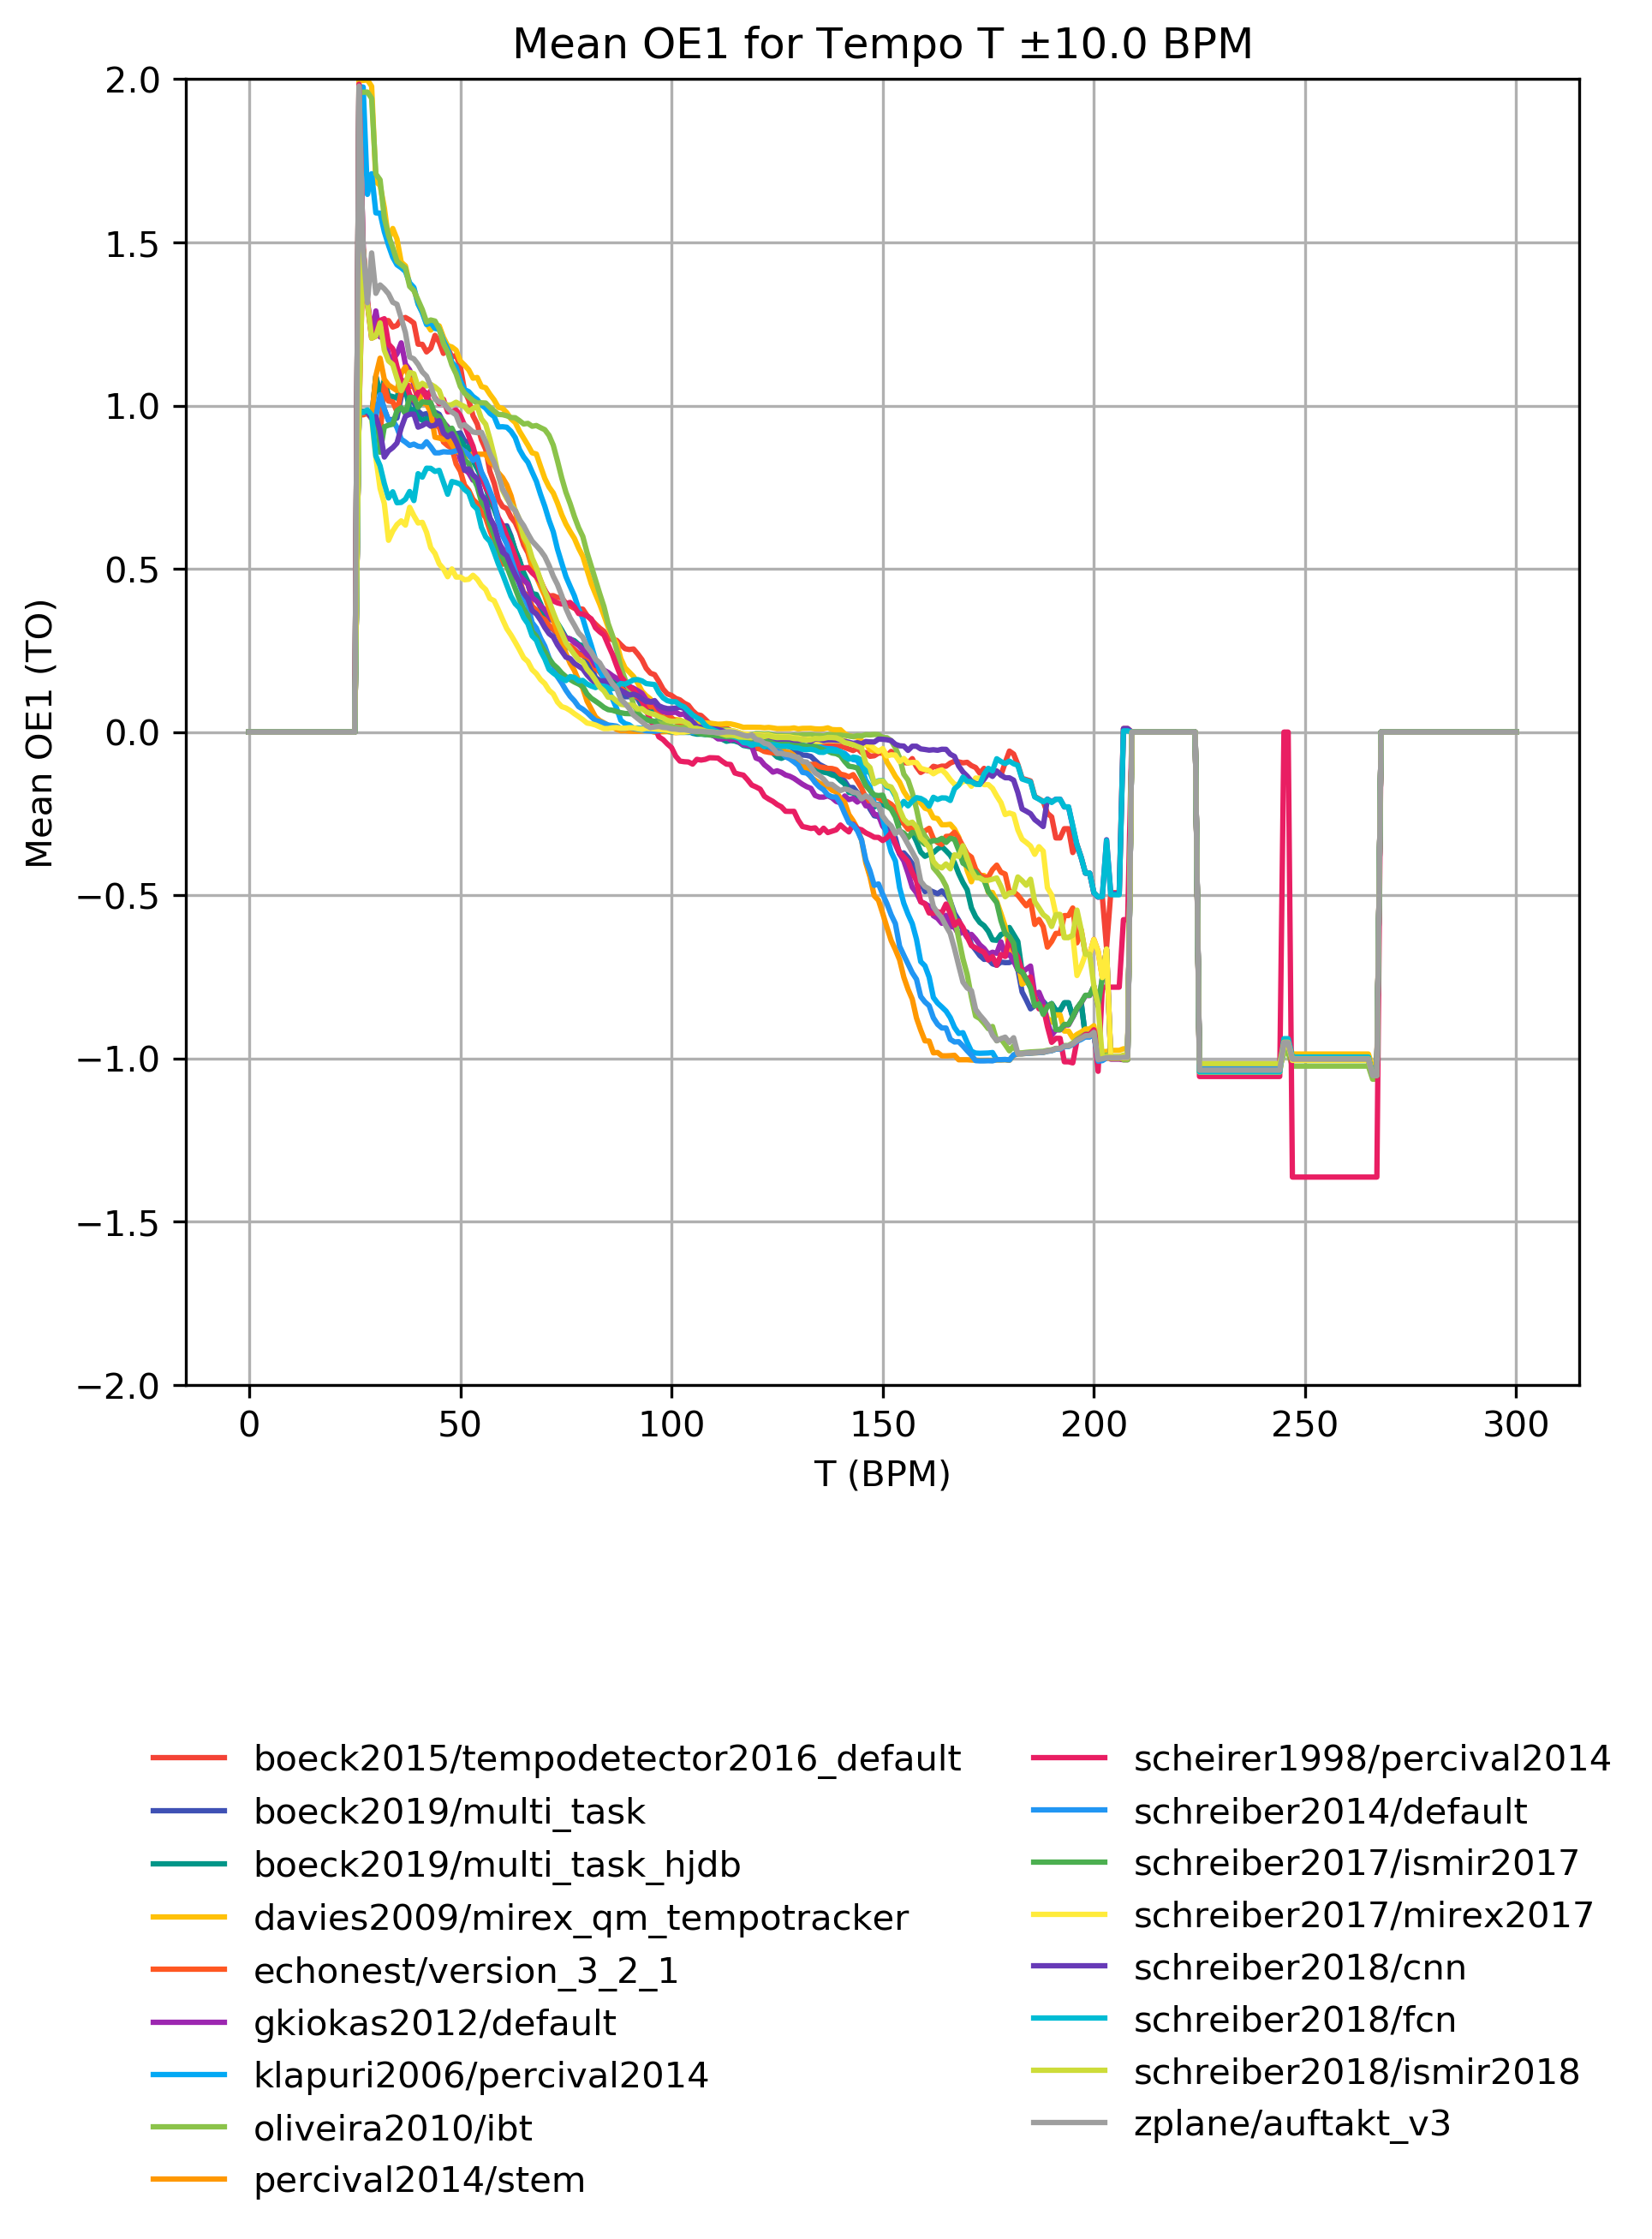 Mean OE1 for Tempo T ±10.0 BPM
2.0
1.5
1.0
0.5
0.0
−0.5
−1.0
−1.5
−2.0
Mean OE1 (TO)
0 50 100 150 200 250 300
T (BPM)
boeck2015/tempodetector2016_default
boeck2019/multi_task
boeck2019/multi_task_hjdb
davies2009/mirex_qm_tempotracker
echonest/version_3_2_1
gkiokas2012/default
klapuri2006/percival2014
oliveira2010/ibt
percival2014/stem
scheirer1998/percival2014
schreiber2014/default
schreiber2017/ismir2017
schreiber2017/mirex2017
schreiber2018/cnn
schreiber2018/fcn
schreiber2018/ismir2018
zplane/auftakt_v3